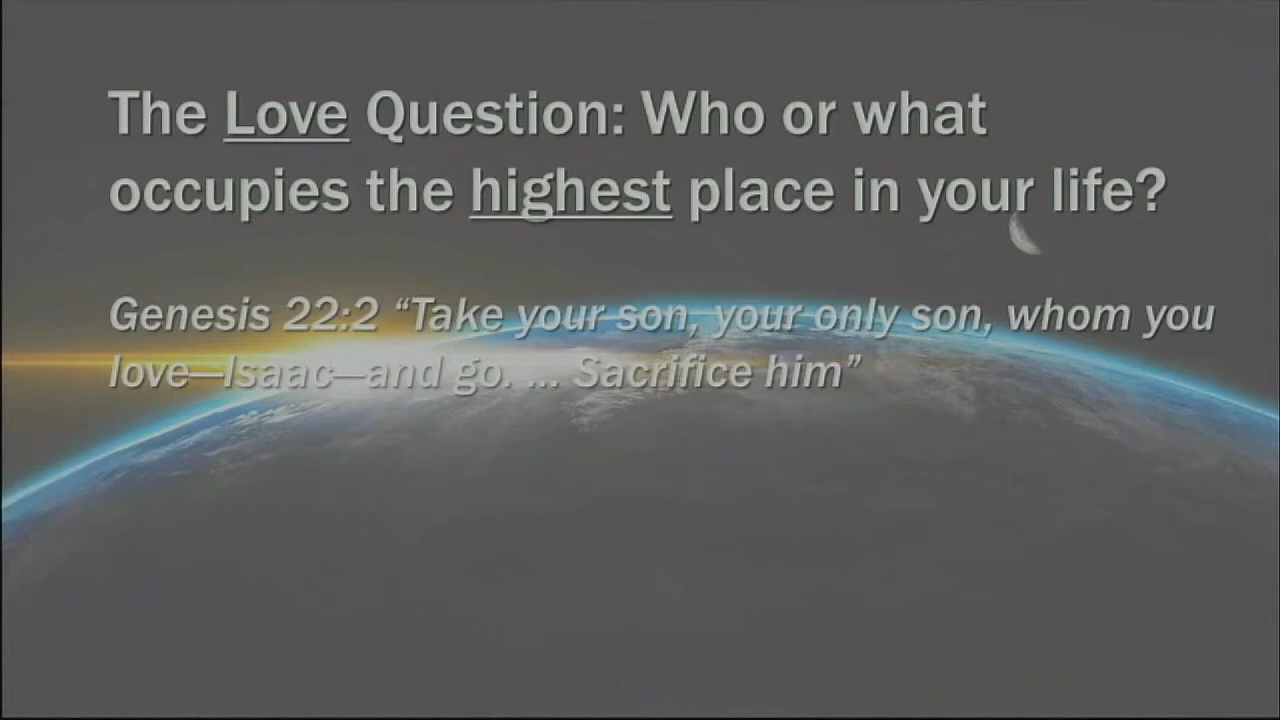 The Love Question: Who or what
occupies the highest place in your life?
Genesis 22:2 “Take your son, your only son, whom you
love—Isaac—and go. ... Sacrifice him”